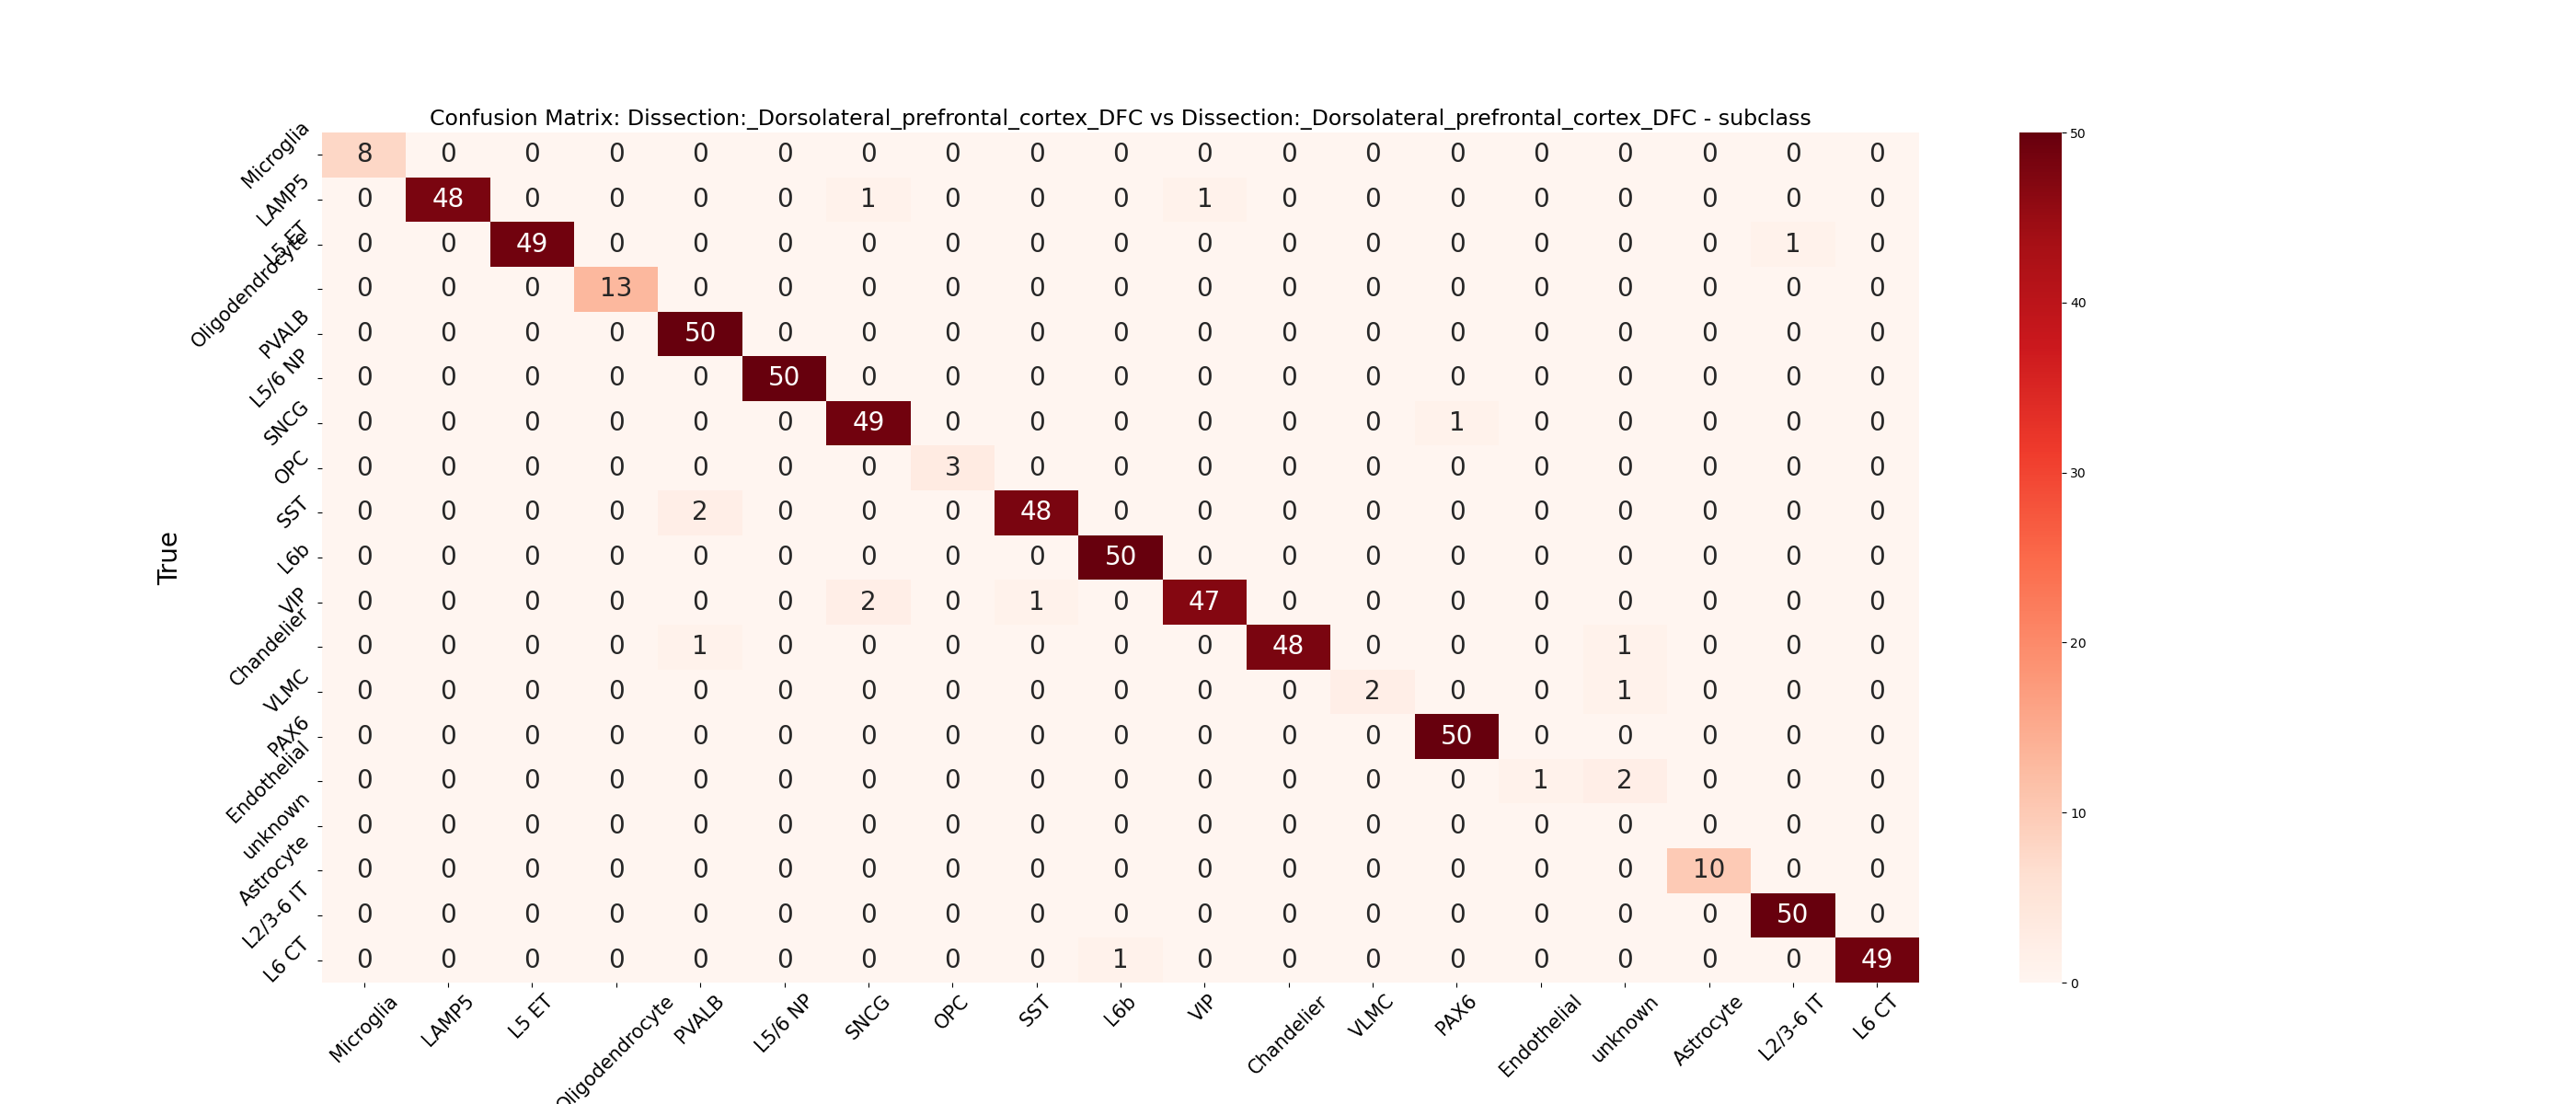 Confusion Matrix: Dissection:_Dorsolateral_prefrontal_cortex_DFC vs Dissection:_Dorsolateral_prefrontal_cortex_DFC - subclass
True
Microglia 8 0 0 0 0 0 0 0 0 0 0 0 0 0 0 0 0 0 0
LAMP5 0 48 0 0 0 0 1 0 0 0 1 0 0 0 0 0 0 0 0
L5 ET 0 0 49 0 0 0 0 0 0 0 0 0 0 0 0 0 0 1 0
Oligodendrocyte 0 0 0 13 0 0 0 0 0 0 0 0 0 0 0 0 0 0 0
PVALB 0 0 0 0 50 0 0 0 0 0 0 0 0 0 0 0 0 0 0
L5/6 NP 0 0 0 0 0 50 0 0 0 0 0 0 0 0 0 0 0 0 0
SNCG 0 0 0 0 0 0 49 0 0 0 0 0 0 1 0 0 0 0 0
OPC 0 0 0 0 0 0 0 3 0 0 0 0 0 0 0 0 0 0 0
SST 0 0 0 0 2 0 0 0 48 0 0 0 0 0 0 0 0 0 0
L6b 0 0 0 0 0 0 0 0 0 50 0 0 0 0 0 0 0 0 0
VIP 0 0 0 0 0 0 2 0 1 0 47 0 0 0 0 0 0 0 0
Chandelier 0 0 0 0 1 0 0 0 0 0 0 48 0 0 0 1 0 0 0
VLMC 0 0 0 0 0 0 0 0 0 0 0 0 2 0 0 1 0 0 0
PAX6 0 0 0 0 0 0 0 0 0 0 0 0 0 50 0 0 0 0 0
Endothelial 0 0 0 0 0 0 0 0 0 0 0 0 0 0 1 2 0 0 0
unknown 0 0 0 0 0 0 0 0 0 0 0 0 0 0 0 0 0 0 0
Astrocyte 0 0 0 0 0 0 0 0 0 0 0 0 0 0 0 0 10 0 0
L2/3-6 IT 0 0 0 0 0 0 0 0 0 0 0 0 0 0 0 0 0 50 0
L6 CT 0 0 0 0 0 0 0 0 0 1 0 0 0 0 0 0 0 0 49
Microglia LAMP5 L5 ET Oligodendrocyte PVALB L5/6 NP SNCG OPC SST L6b VIP Chandelier VLMC PAX6 Endothelial unknown Astrocyte L2/3-6 IT L6 CT
50
40
30
20
10
0